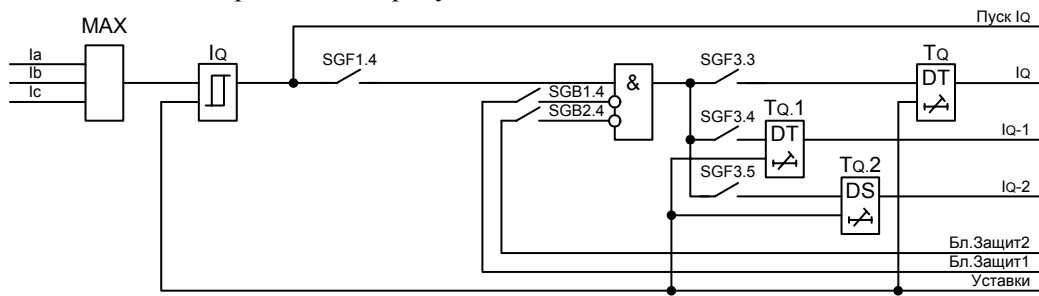 Пуск IQ
MAX
IQ
TQ
Ia
Ib
Ic
SGF1.4
SGF3.3
DT
IQ
&
SGB1.4
SGB2.4
TQ.1
SGF3.4
DT
IQ-1
TQ.2
SGF3.5
DS
IQ-2
Бл.Защит2
Бл.Защит1
Уставки